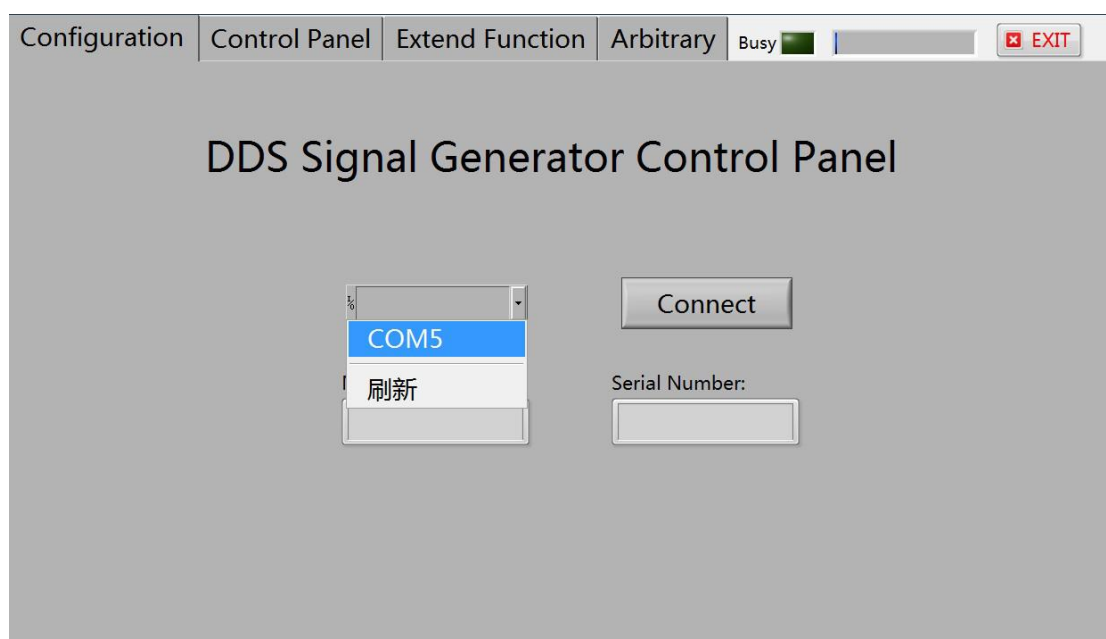 Configuration Control Panel Extend Function Arbitrary Busy EXIT
DDS Signal Generator Control Panel
Connect
COM5
刷新
Serial Number: